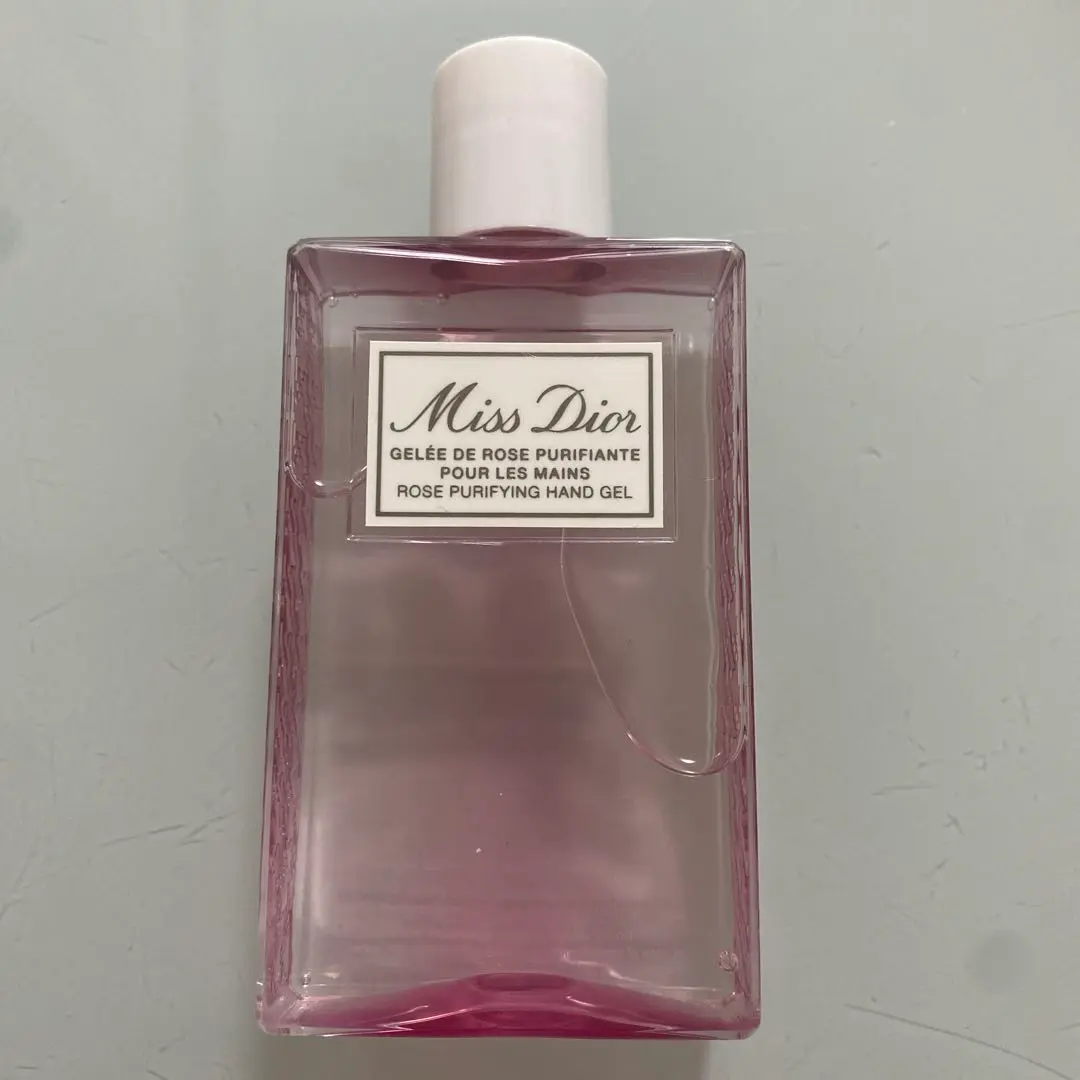 Miss Dior
GELÉE DE ROSE PURIFIANTE
POUR LES MAINS
ROSE PURIFYING HAND GEL